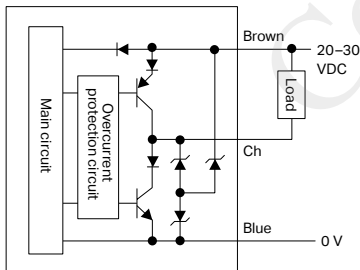 Brown
20–30
VDC
Main circuit
Overcurrent
protection circuit
Load
Ch
Blue
0 V